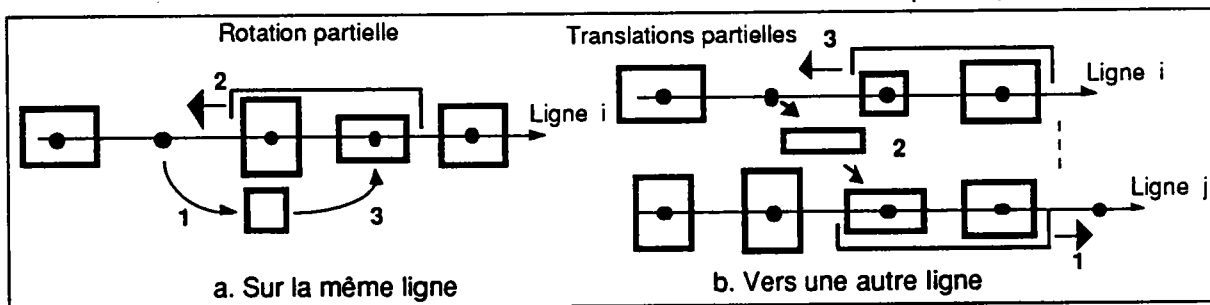 Rotation partielle
2
Ligne i
1
3
a. Sur la même ligne
Translations partielles
3
Ligne i
2
Ligne j
1
b. Vers une autre ligne